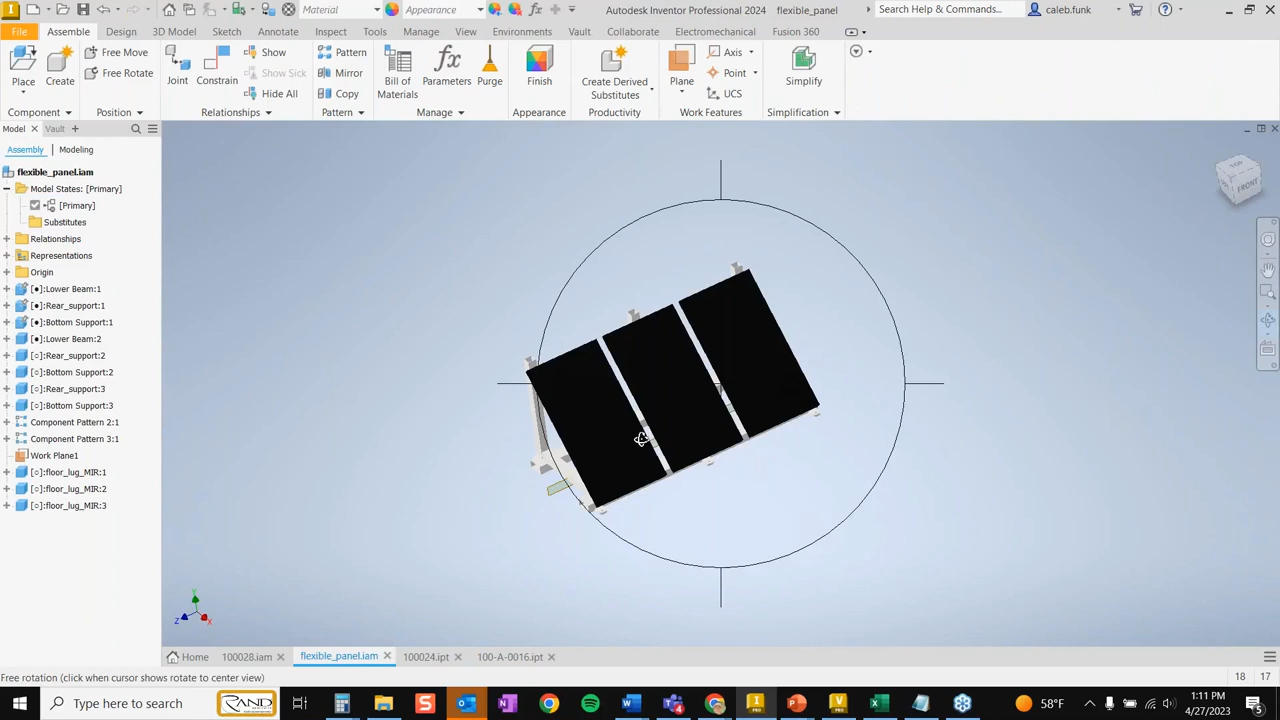 Material
Appearance
Autodesk Inventor Professional 2024 flexible_panel
Search Help & Commands...
caleb.funk
File
Assemble
Design
3D Model
Sketch
Annotate
Inspect
Tools
Manage
View
Environments
Vault
Collaborate
Electromechanical
Fusion 360
Place
Create
Free Move
Free Rotate
Joint
Constrain
Show
Show Sick
Hide All
Pattern
Mirror
Copy
Bill of
Materials
Parameters
Purge
Finish
Create Derived
Substitutes
Plane
Axis
Point
UCS
Simplify
Component
Position
Relationships
Pattern
Manage
Appearance
Productivity
Work Features
Simplification
Model
Vault
Assembly
Modeling
flexible_panel.iam
Model States: [Primary]
[Primary]
Substitutes
Relationships
Representations
Origin
[●]:Lower Beam:1
[●]:Rear_support:1
[●]:Bottom Support:1
[●]:Lower Beam:2
[○]:Rear_support:2
[○]:Bottom Support:2
[○]:Rear_support:3
[○]:Bottom Support:3
Component Pattern 2:1
Component Pattern 3:1
Work Plane1
[○]:floor_lug_MIR:1
[○]:floor_lug_MIR:2
[○]:floor_lug_MIR:3
TOP
FRONT
Y
Z
X
Home
100028.iam
flexible_panel.iam
100024.ipt
100-A-0016.ipt
Free rotation (click when cursor shows rotate to center view)
18
17
Type here to search
RAND
58°F
1:11 PM
4/27/2023